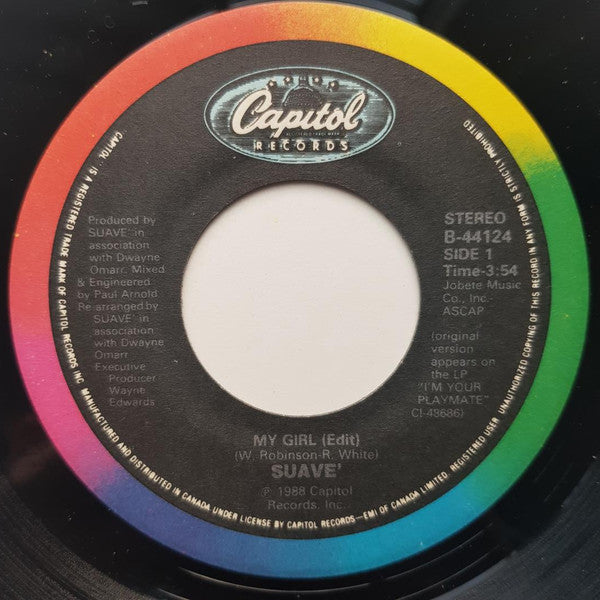 Capitol
REGISTERED TRADE MARK
RECORDS
Produced by
SUAVE' in
association
with Dwayne
Omarr. Mixed
& Engineered
by Paul Arnold
Re-arranged by
SUAVE' in
association
with Dwayne
Omarr
Executive
Producer
Wayne
Edwards
STEREO
B-44124
SIDE 1
Time-3:54
Jobete Music
Co., Inc.
ASCAP
(original
version
appears on
the LP
"I'M YOUR
PLAYMATE"
C1-48686)
MY GIRL (Edit)
(W. Robinson-R. White)
SUAVE'
℗ 1988 Capitol
Records, Inc.
CAPITOL IS A REGISTERED TRADE MARK OF CAPITOL RECORDS INC. MANUFACTURED AND DISTRIBUTED IN CANADA UNDER LICENSE BY CAPITOL RECORDS—EMI OF CANADA LIMITED. REGISTERED USER. UNAUTHORIZED COPYING OF THIS RECORD IN ANY FORM IS STRICTLY PROHIBITED